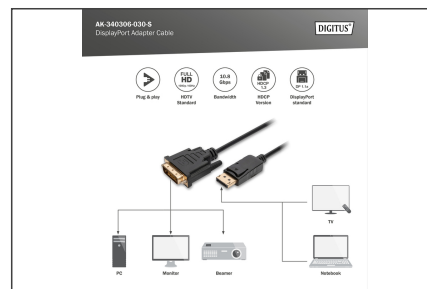 AK-340306-030-S
DisplayPort Adapter Cable
DIGITUS
FULL
HD
10.8
Gbps
HDCP
1.3
DP 1.1a
Plug & play
HDTV
Standard
Bandwidth
HDCP
Version
DisplayPort
standard
TV
PC
Monitor
Beamer
Notebook